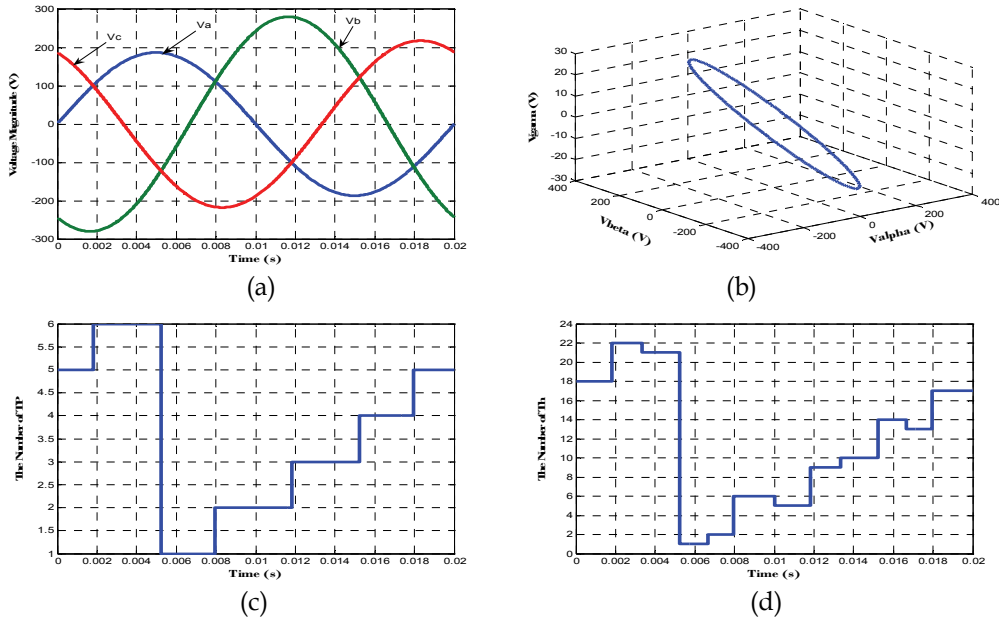 300
200
100
0
-100
-200
-300
Voltage Magnitude (V)
Vc
Va
Vb
0 0.002 0.004 0.006 0.008 0.01 0.012 0.014 0.016 0.018 0.02
Time (s)
(a)
30
20
10
0
-10
-20
-30
Vgama (V)
400 200 0 -200 -400
Vbeta (V)
-400 -200 0 200 400
Valpha (V)
(b)
6
5.5
5
4.5
4
3.5
3
2.5
2
1.5
1
The Number of TP
0 0.002 0.004 0.006 0.008 0.01 0.012 0.014 0.016 0.018 0.02
Time (s)
(c)
24
22
20
18
16
14
12
10
8
6
4
2
0
The Number of Th
0 0.002 0.004 0.006 0.008 0.01 0.012 0.014 0.016 0.018 0.02
Time (s)
(d)